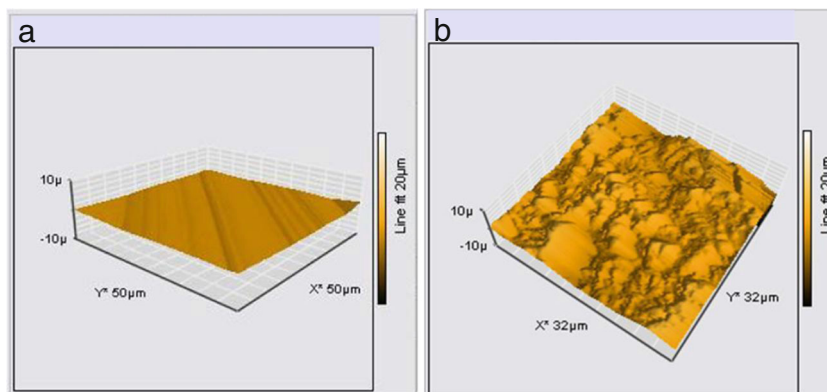 a
10µ
-10µ
Y* 50µm
X* 50µm
Line fit 20µm
b
10µ
-10µ
X* 32µm
Y* 32µm
Line fit 20µm